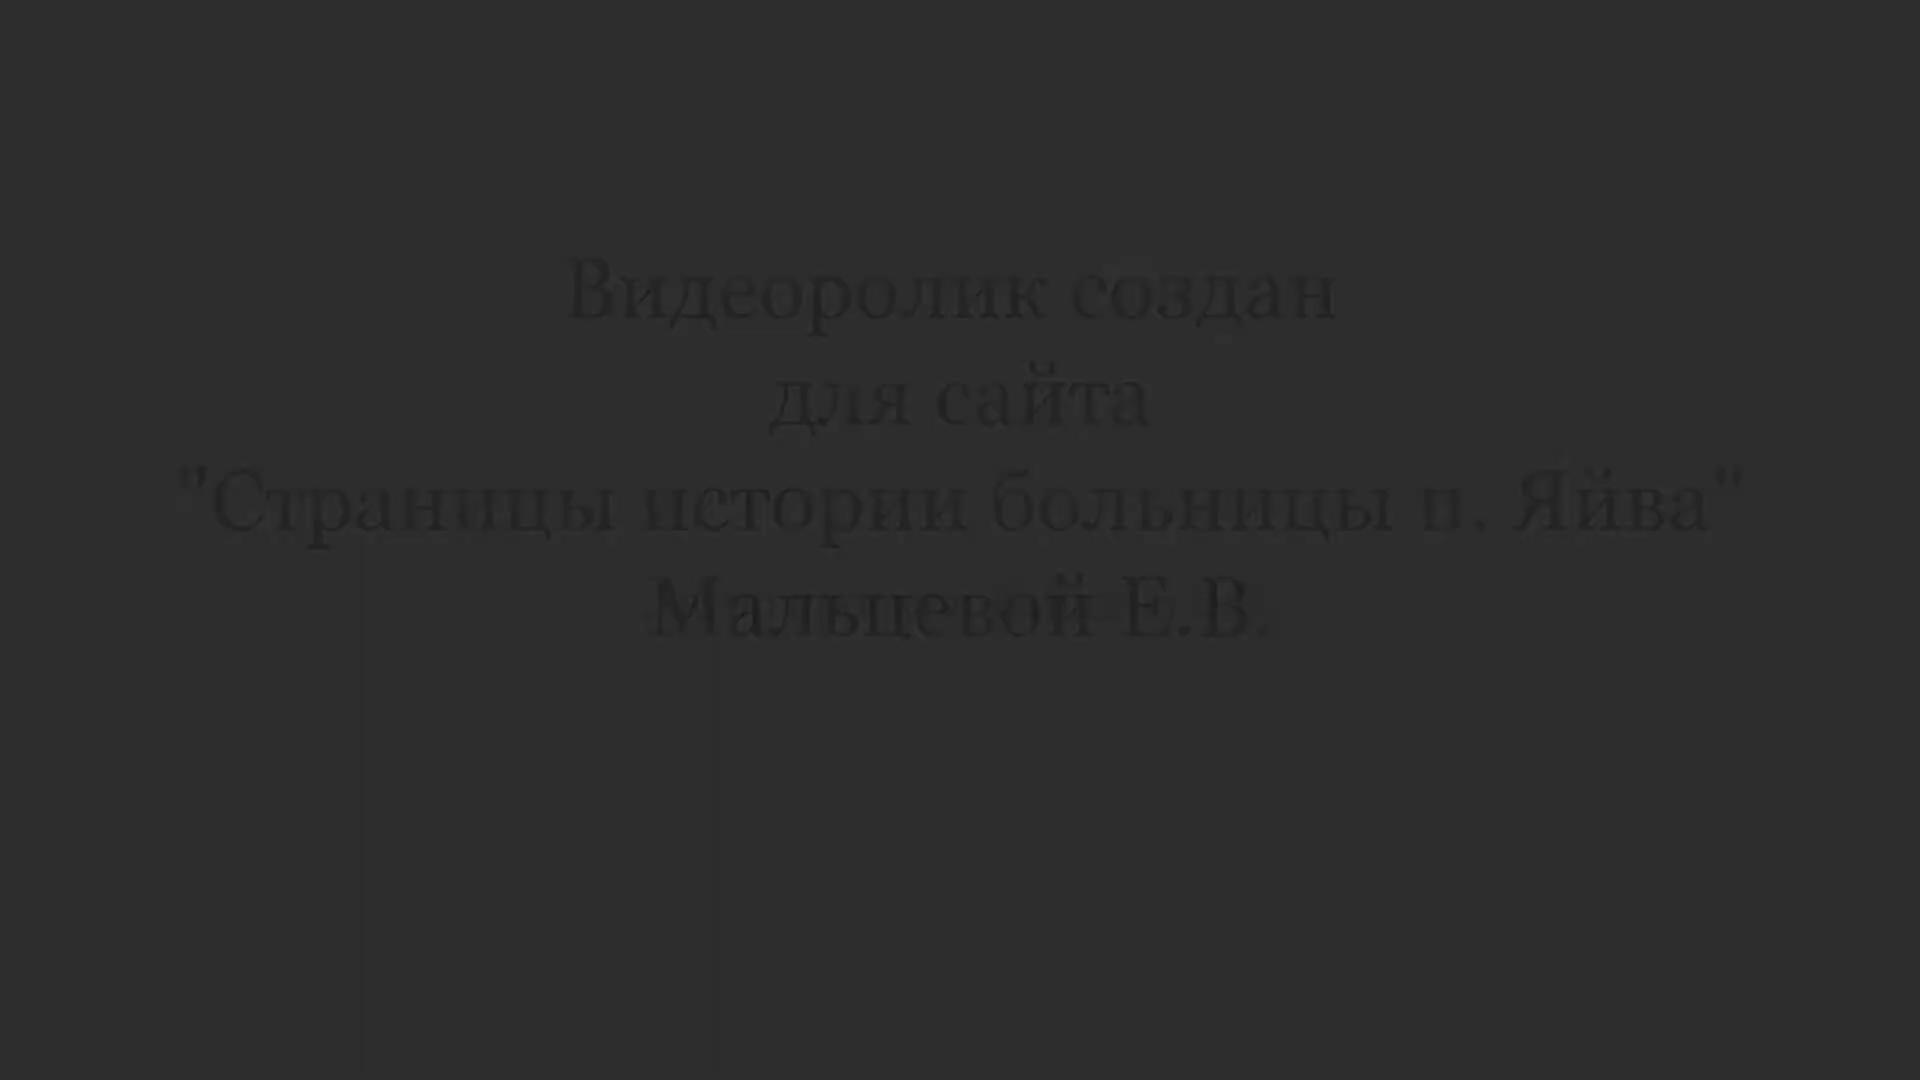 Видеоролик создан
для сайта
"Страницы истории больницы п. Яйва"
Мальцевой Е.В.